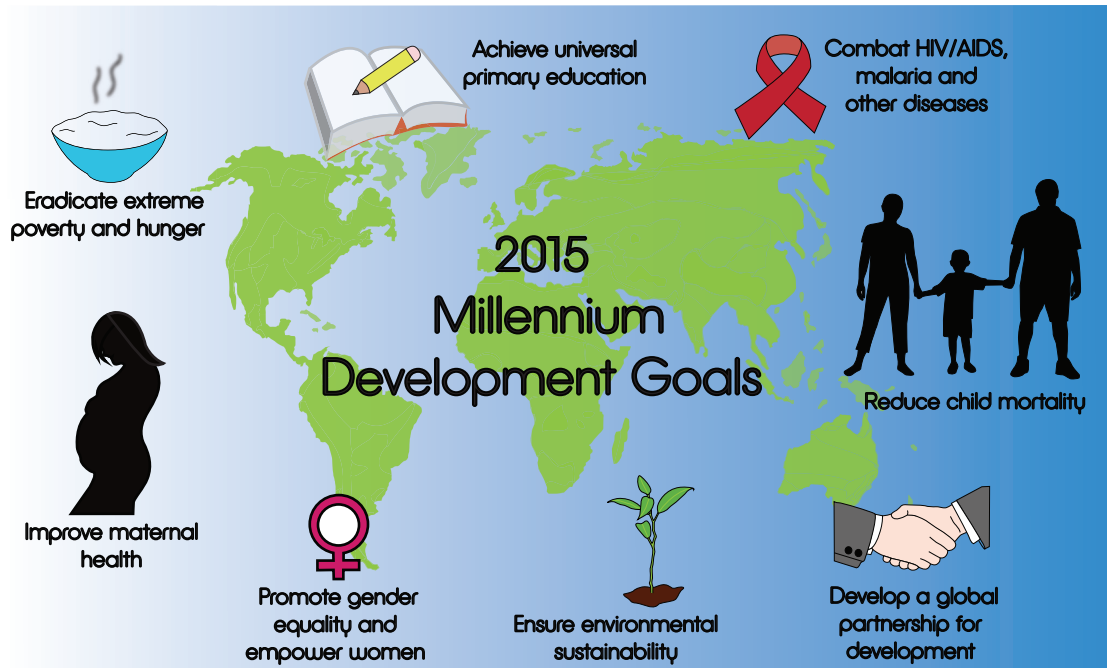 Achieve universal
primary education
Combat HIV/AIDS,
malaria and
other diseases
Eradicate extreme
poverty and hunger
2015
Millennium
Development Goals
Reduce child mortality
Improve maternal
health
Promote gender
equality and
empower women
Ensure environmental
sustainability
Develop a global
partnership for
development